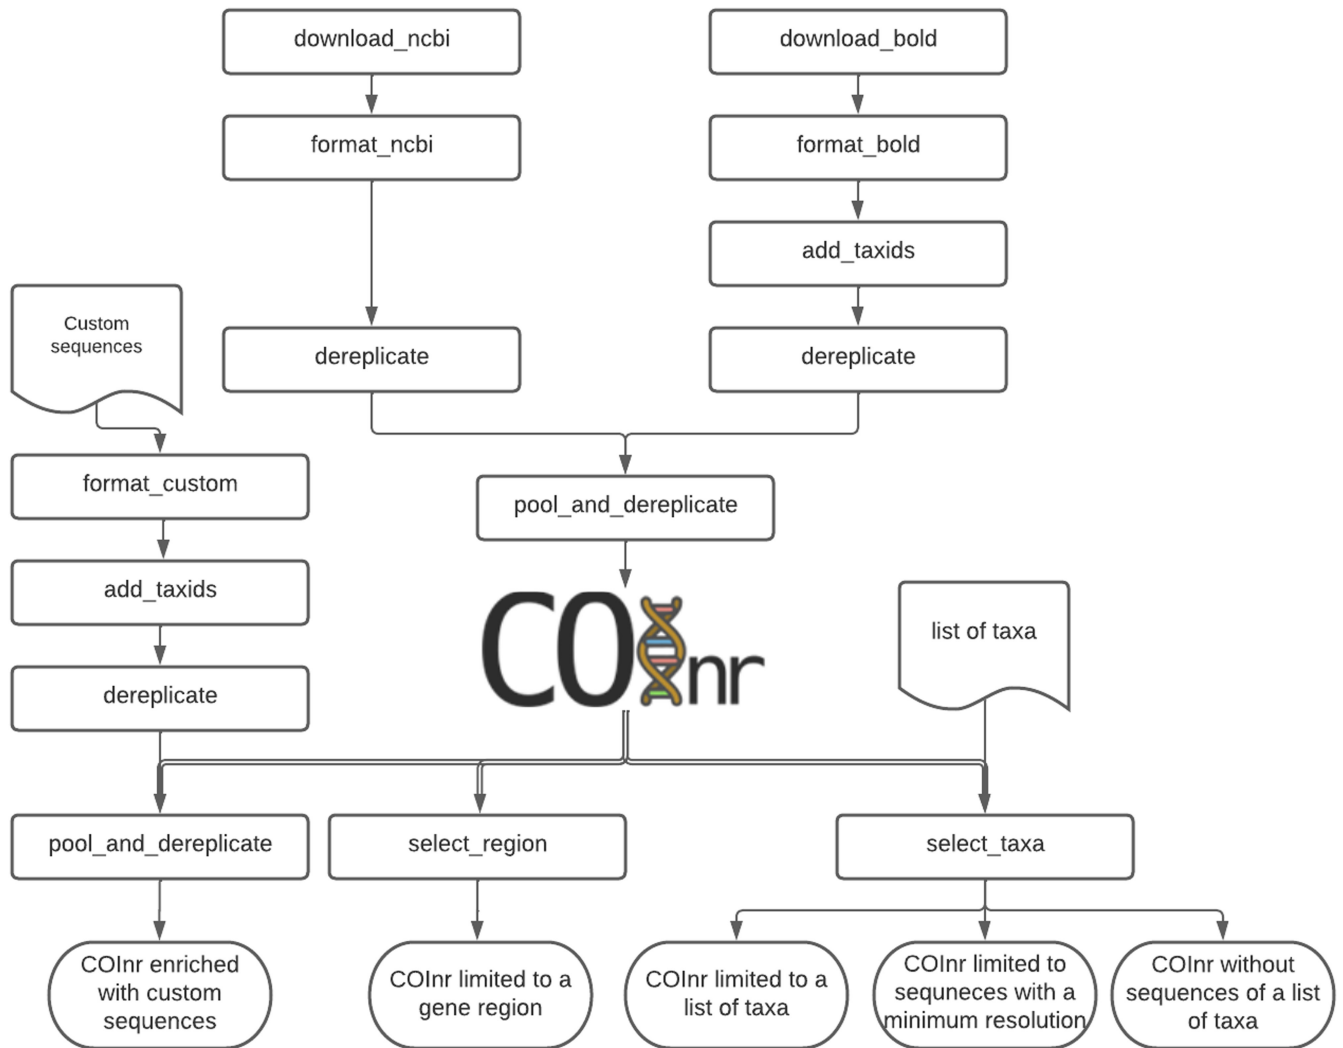 download_ncbi
download_bold
format_ncbi
format_bold
add_taxids
Custom
sequences
dereplicate
dereplicate
format_custom
pool_and_dereplicate
add_taxids
COInr
list of taxa
dereplicate
pool_and_dereplicate
select_region
select_taxa
COInr enriched
with custom
sequences
COInr limited to a
gene region
COInr limited to a
list of taxa
COInr limited to
sequneces with a
minimum resolution
COInr without
sequences of a list
of taxa